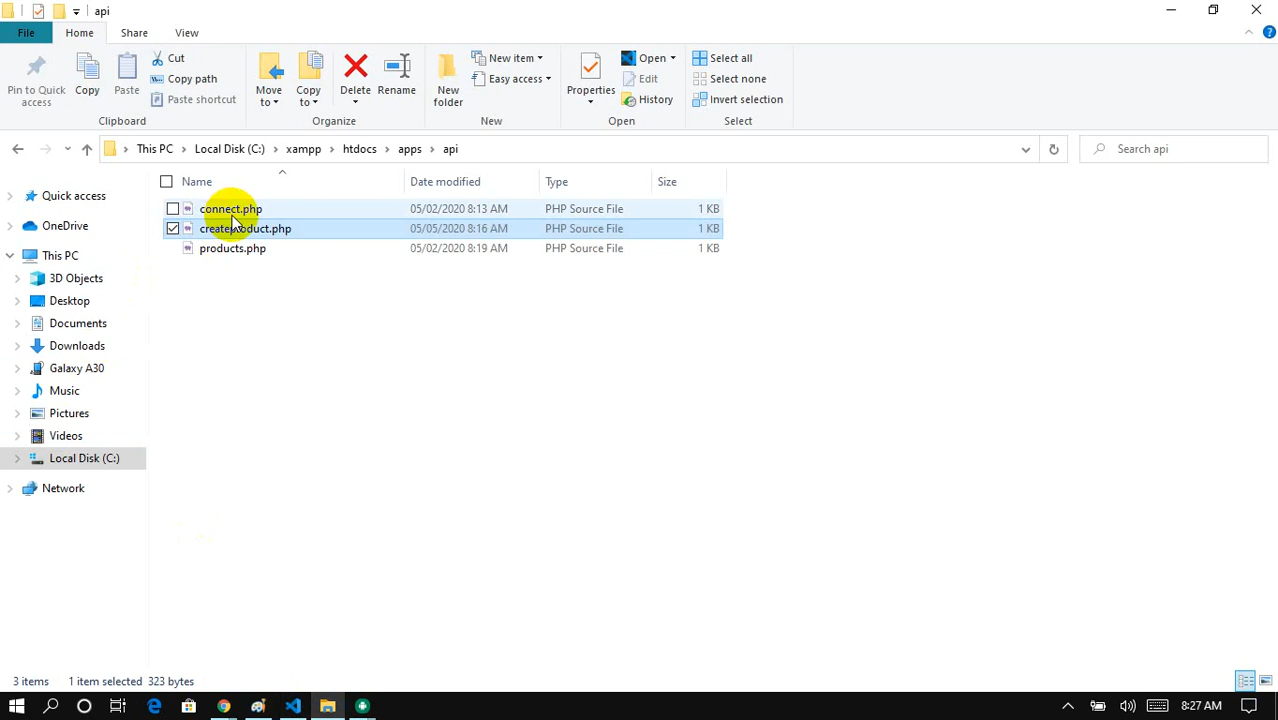 api
File Home Share View
Pin to Quick access
Copy
Paste
Cut
Copy path
Paste shortcut
Clipboard
Move to
Copy to
Delete
Rename
Organize
New folder
New item
Easy access
New
Properties
Open
Edit
History
Open
Select all
Select none
Invert selection
Select
This PC Local Disk (C:) xampp htdocs apps api
Search api
Name Date modified Type Size
connect.php 05/02/2020 8:13 AM PHP Source File 1 KB
createproduct.php 05/05/2020 8:16 AM PHP Source File 1 KB
products.php 05/02/2020 8:19 AM PHP Source File 1 KB
Quick access
OneDrive
This PC
3D Objects
Desktop
Documents
Downloads
Galaxy A30
Music
Pictures
Videos
Local Disk (C:)
Network
3 items 1 item selected 323 bytes
8:27 AM